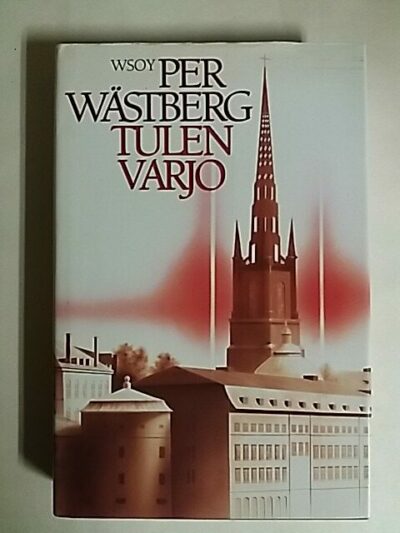 WSOY PER
WÄSTBERG
TULEN
VARJO